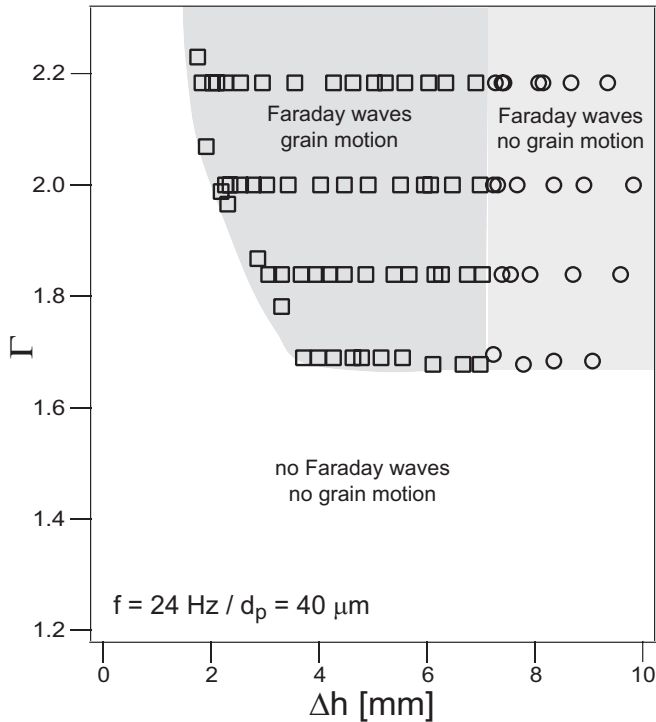 2.2
2.0
1.8
1.6
1.4
1.2
Γ
Faraday waves
grain motion
Faraday waves
no grain motion
no Faraday waves
no grain motion
f = 24 Hz / dp = 40 μm
0 2 4 6 8 10
Δh [mm]